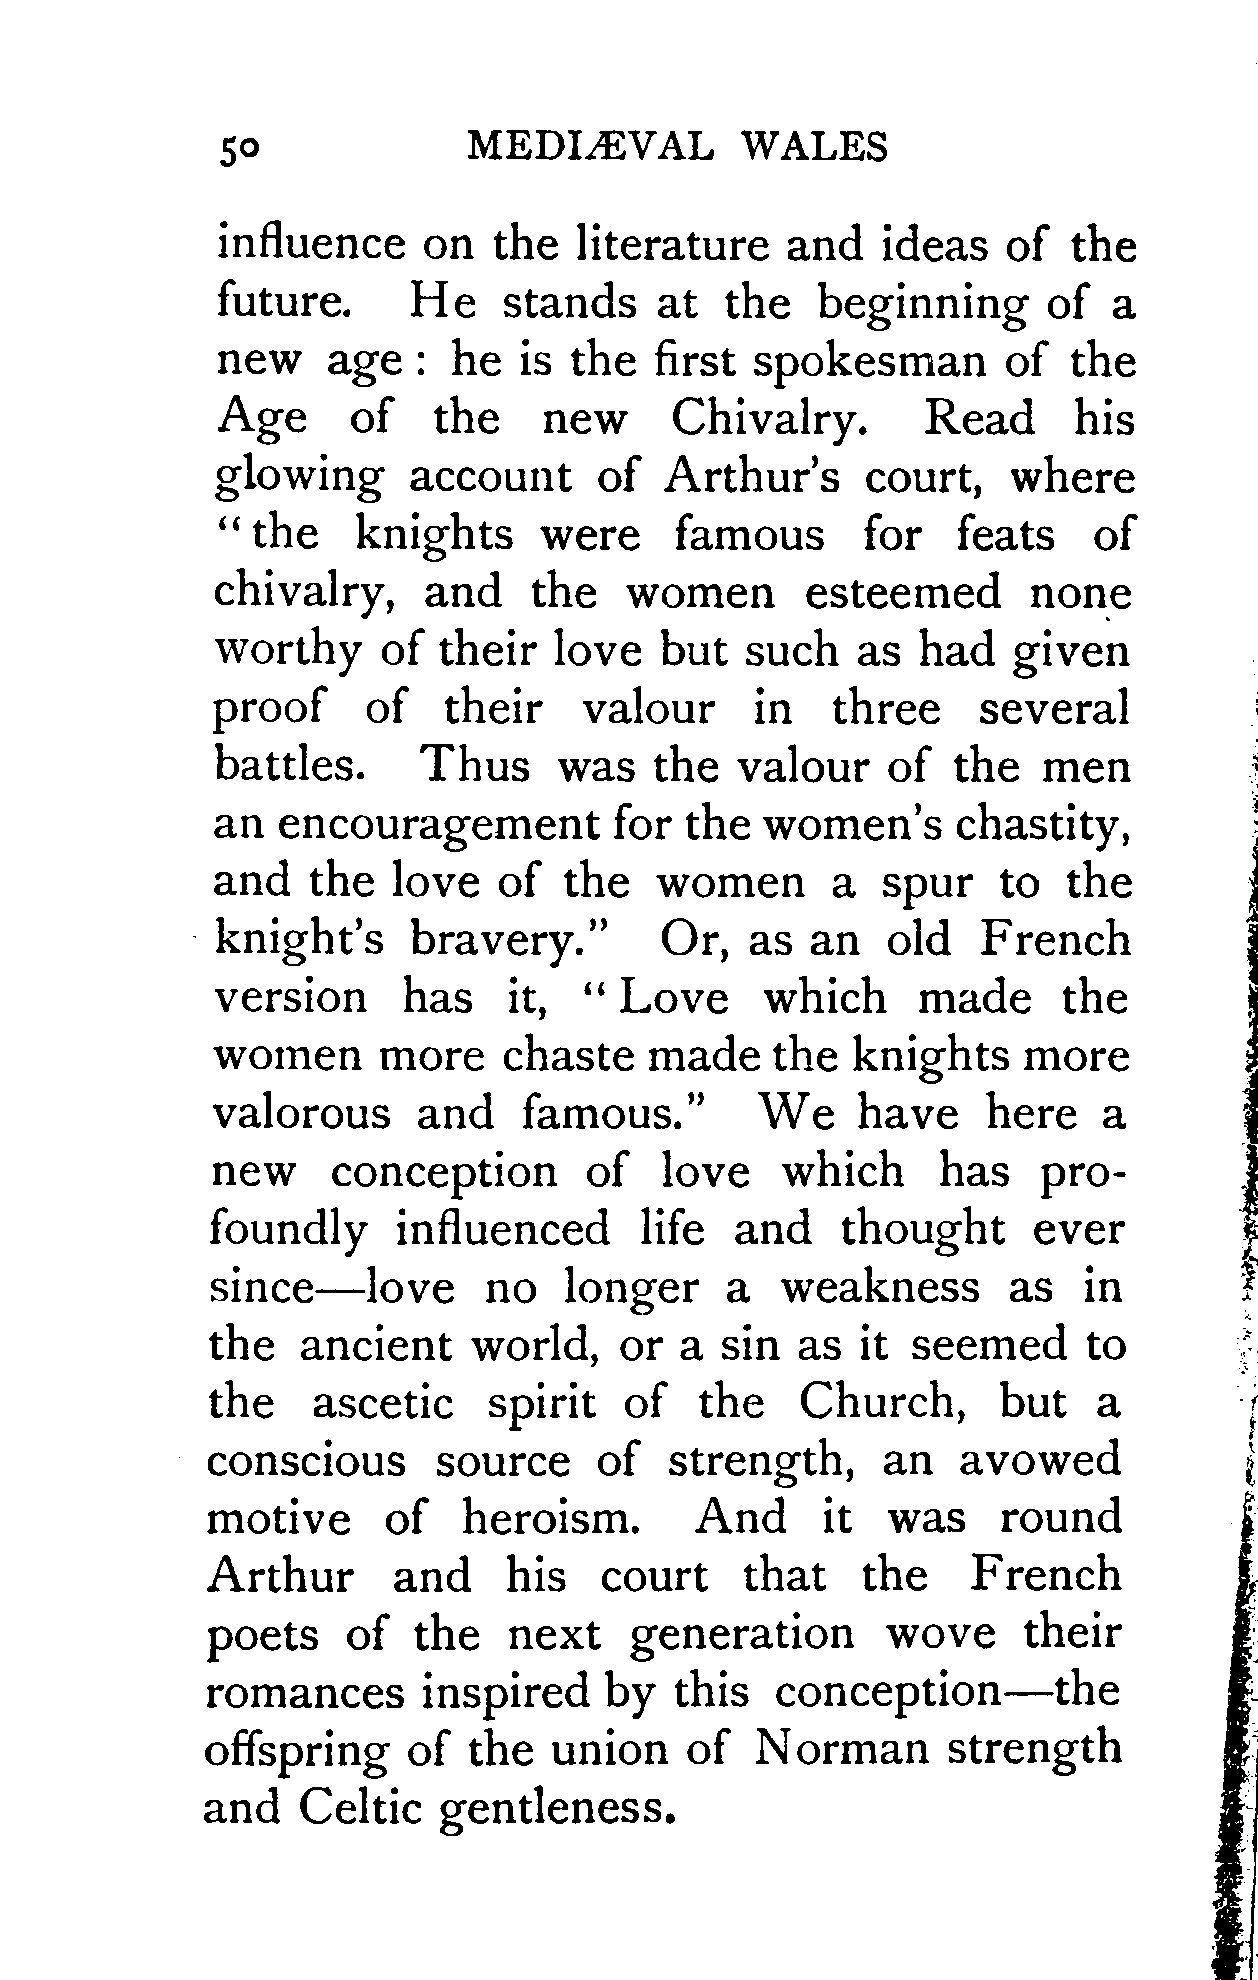 50 MEDIÆVAL WALES
influence on the literature and ideas of the
future. He stands at the beginning of a
new age : he is the first spokesman of the
Age of the new Chivalry. Read his
glowing account of Arthur's court, where
“ the knights were famous for feats of
chivalry, and the women esteemed none
worthy of their love but such as had given
proof of their valour in three several
battles. Thus was the valour of the men
an encouragement for the women's chastity,
and the love of the women a spur to the
knight's bravery.” Or, as an old French
version has it, “ Love which made the
women more chaste made the knights more
valorous and famous.” We have here a
new conception of love which has pro-
foundly influenced life and thought ever
since—love no longer a weakness as in
the ancient world, or a sin as it seemed to
the ascetic spirit of the Church, but a
conscious source of strength, an avowed
motive of heroism. And it was round
Arthur and his court that the French
poets of the next generation wove their
romances inspired by this conception—the
offspring of the union of Norman strength
and Celtic gentleness.